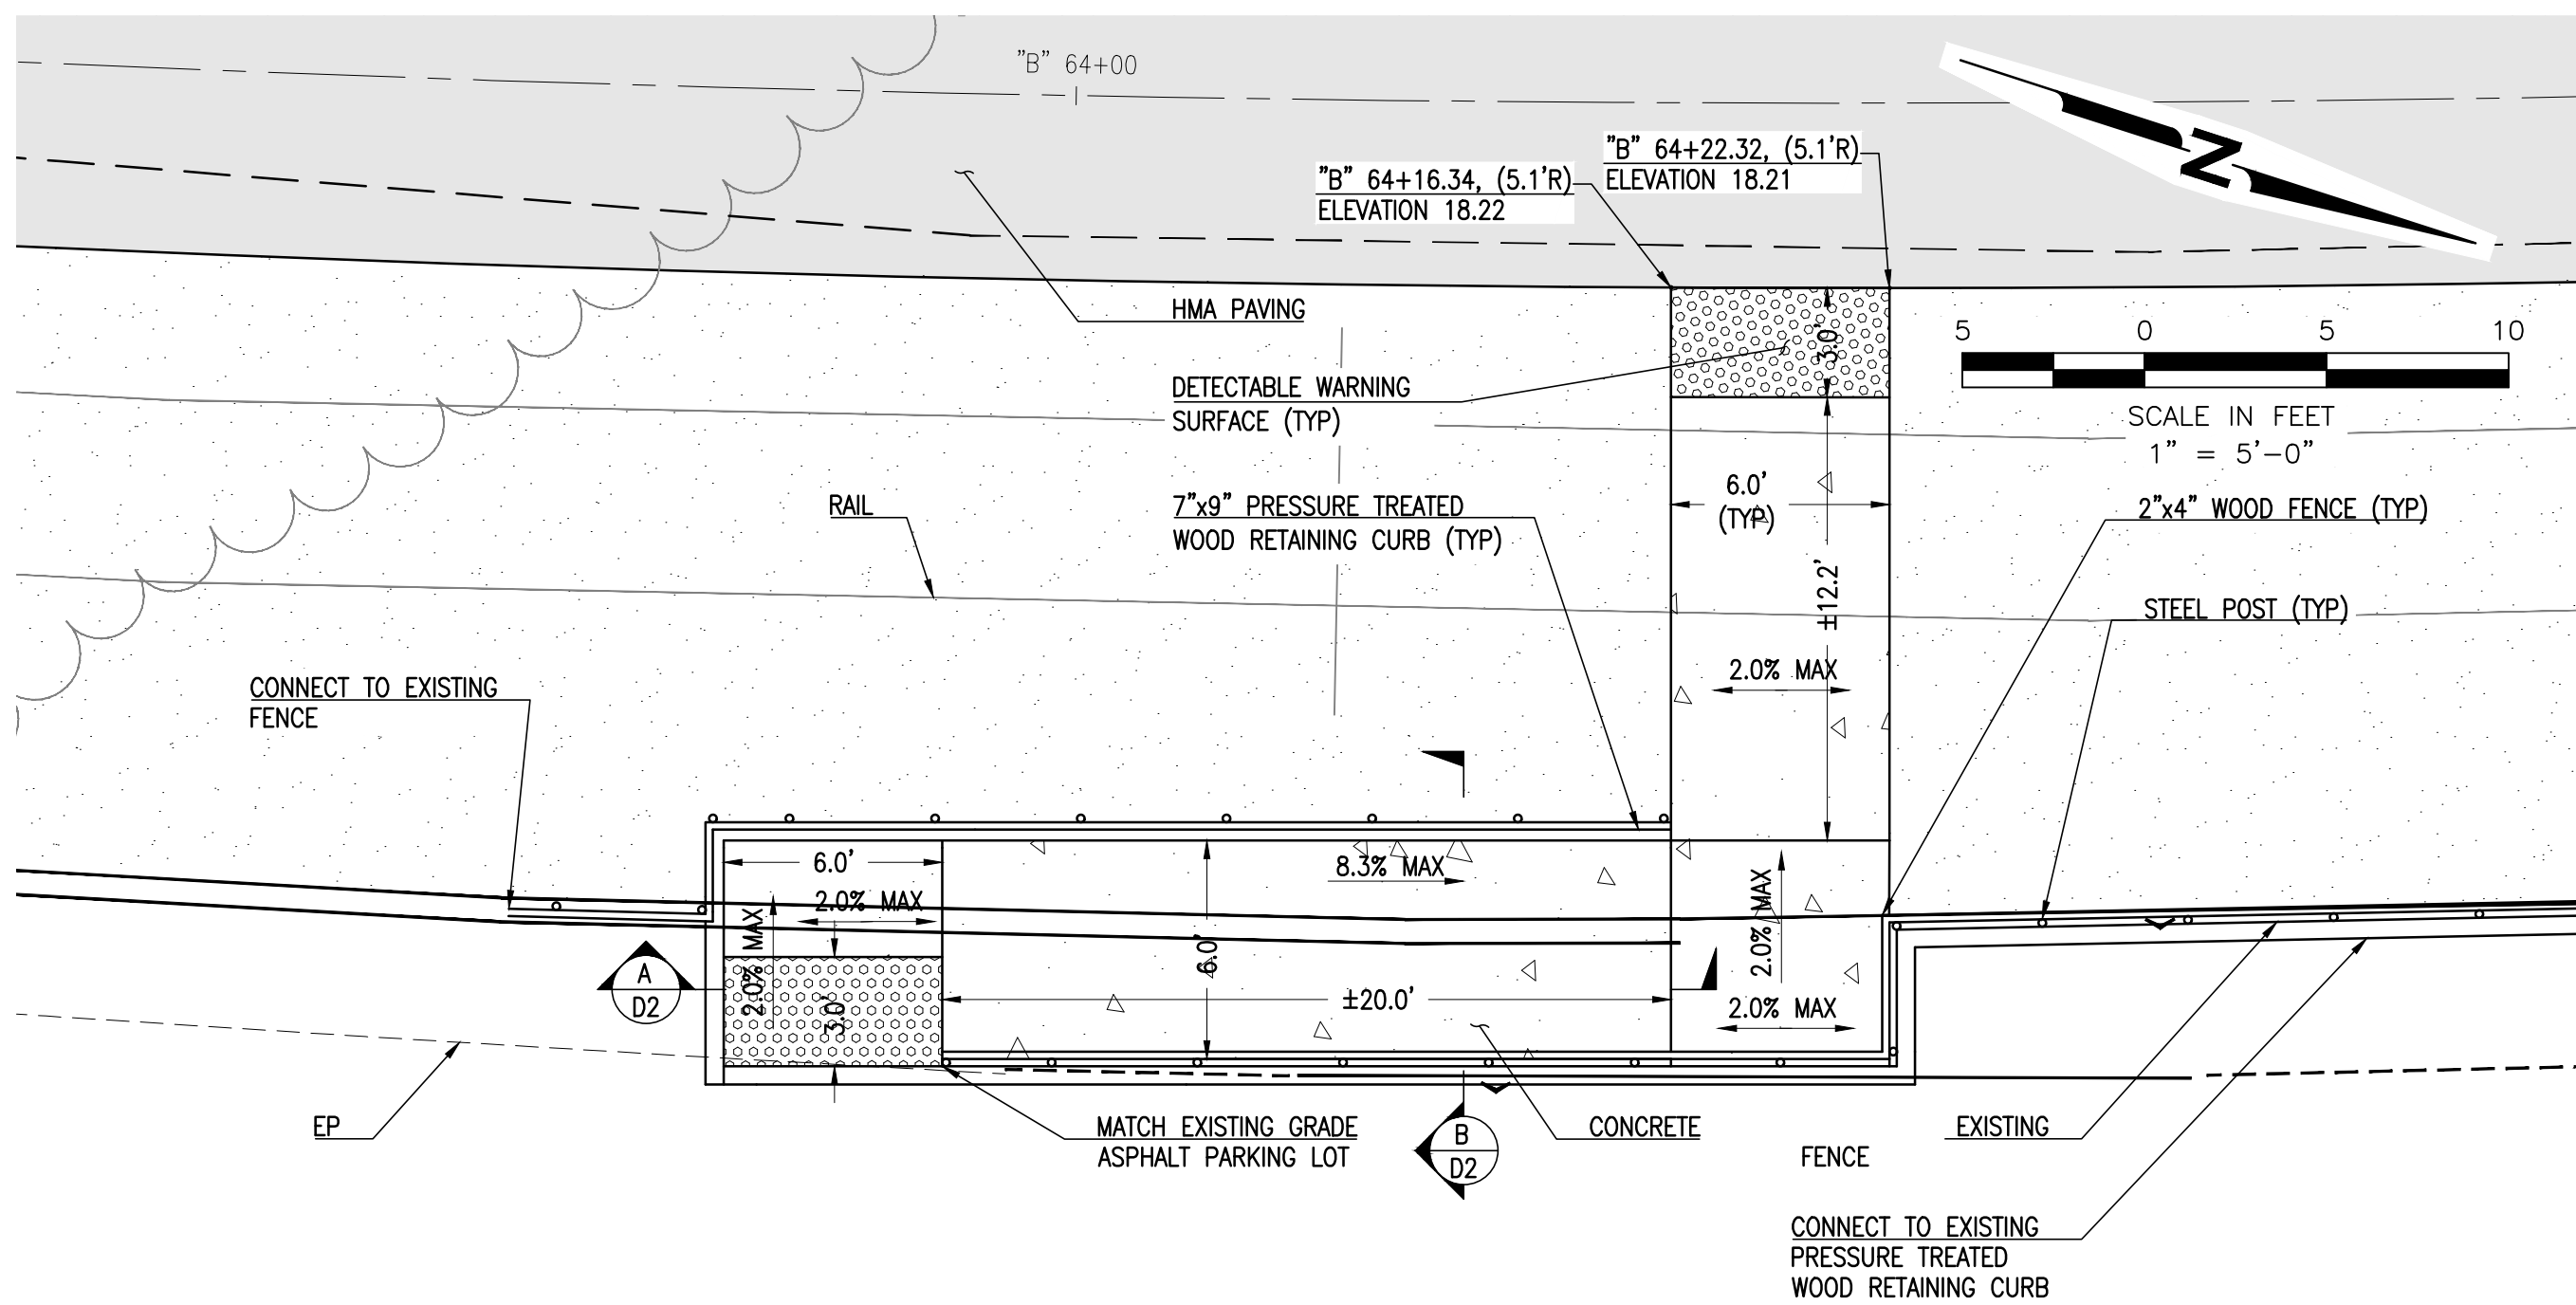 "B" 64+00
"B" 64+22.32, (5.1'R)
ELEVATION 18.21
"B" 64+16.34, (5.1'R)
ELEVATION 18.22
N
HMA PAVING
5 0 5 10
SCALE IN FEET
1" = 5'-0"
3.0'
DETECTABLE WARNING
SURFACE (TYP)
6.0'
(TYP)
RAIL
7"x9" PRESSURE TREATED
WOOD RETAINING CURB (TYP)
2"x4" WOOD FENCE (TYP)
±12.2'
STEEL POST (TYP)
2.0% MAX
CONNECT TO EXISTING
FENCE
6.0'
8.3% MAX
2.0% MAX
2.0% MAX
6.0'
2.0% MAX
A
D2
3.0'
±20.0'
2.0% MAX
EP
MATCH EXISTING GRADE
ASPHALT PARKING LOT
B
D2
CONCRETE
EXISTING
FENCE
CONNECT TO EXISTING
PRESSURE TREATED
WOOD RETAINING CURB